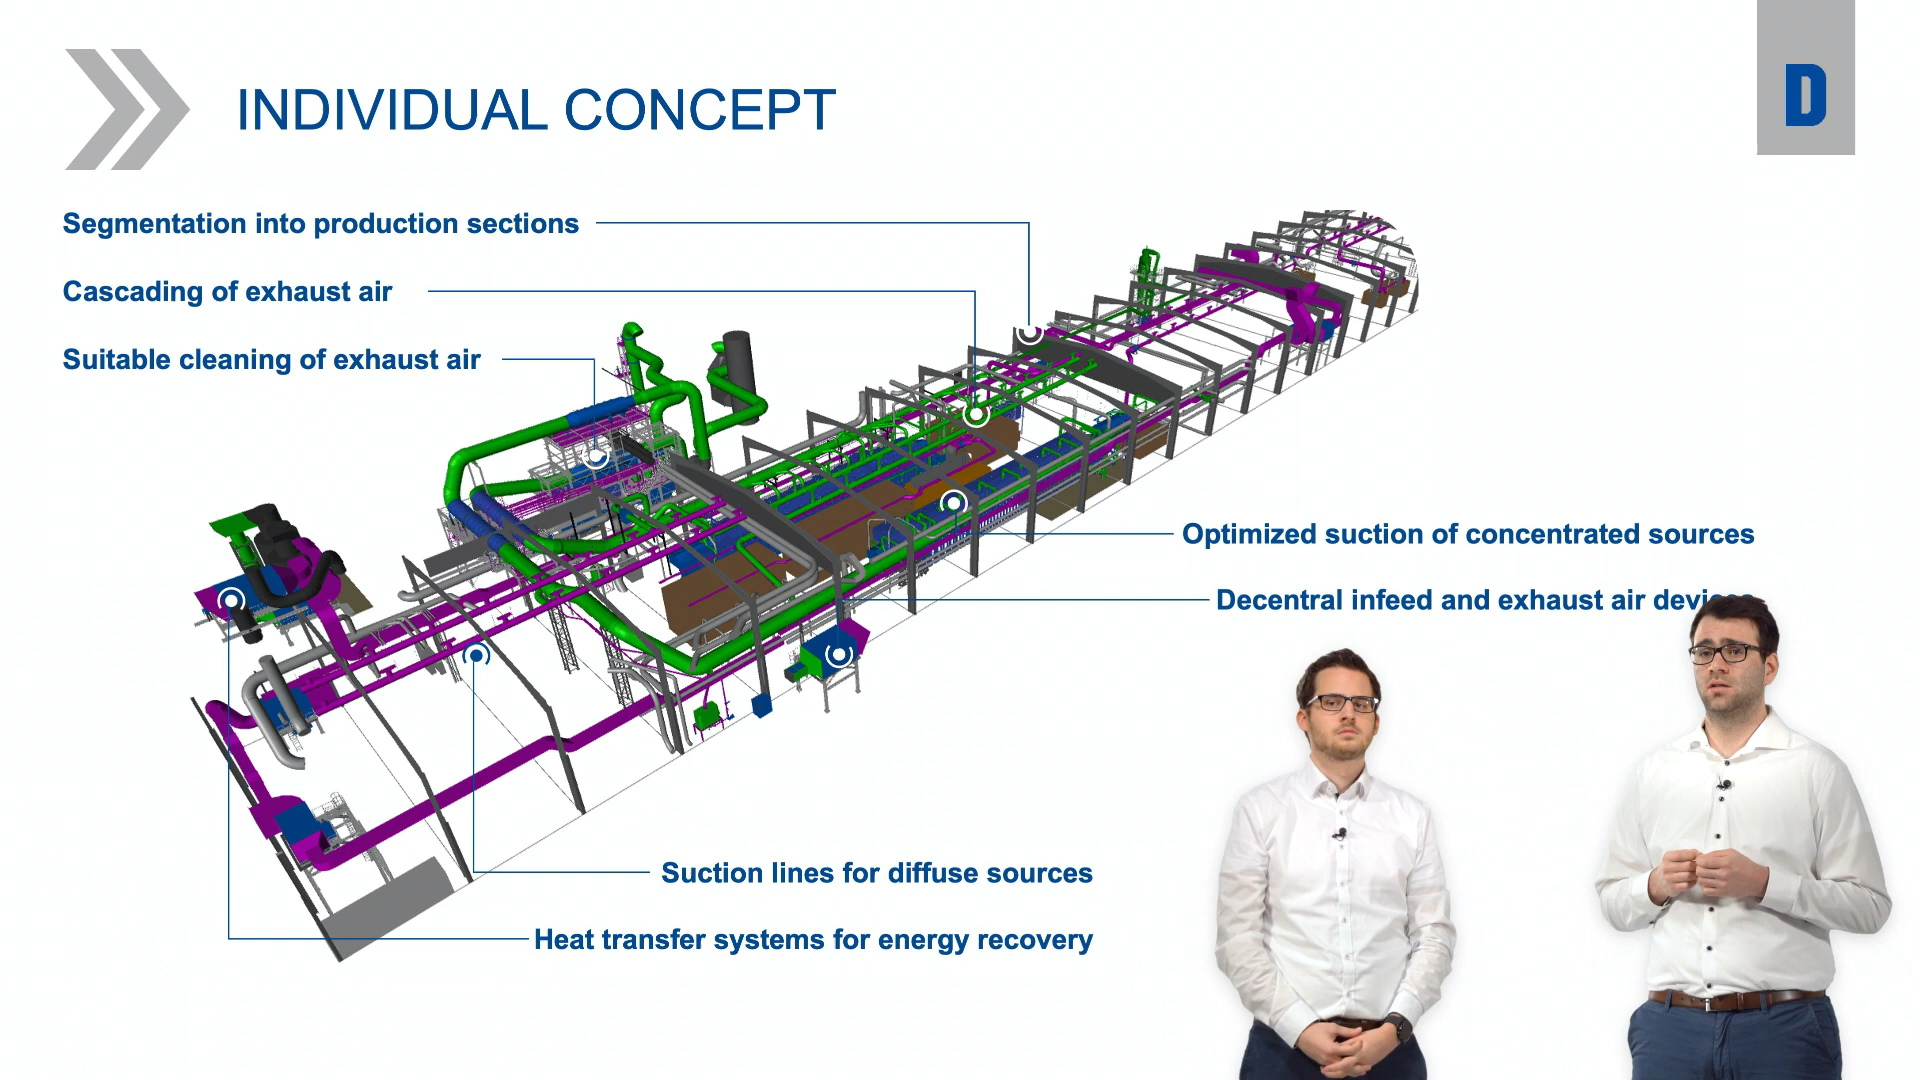 INDIVIDUAL CONCEPT
D
Segmentation into production sections
Cascading of exhaust air
Suitable cleaning of exhaust air
Optimized suction of concentrated sources
Decentral infeed and exhaust air
Suction lines for diffuse sources
Heat transfer systems for energy recovery